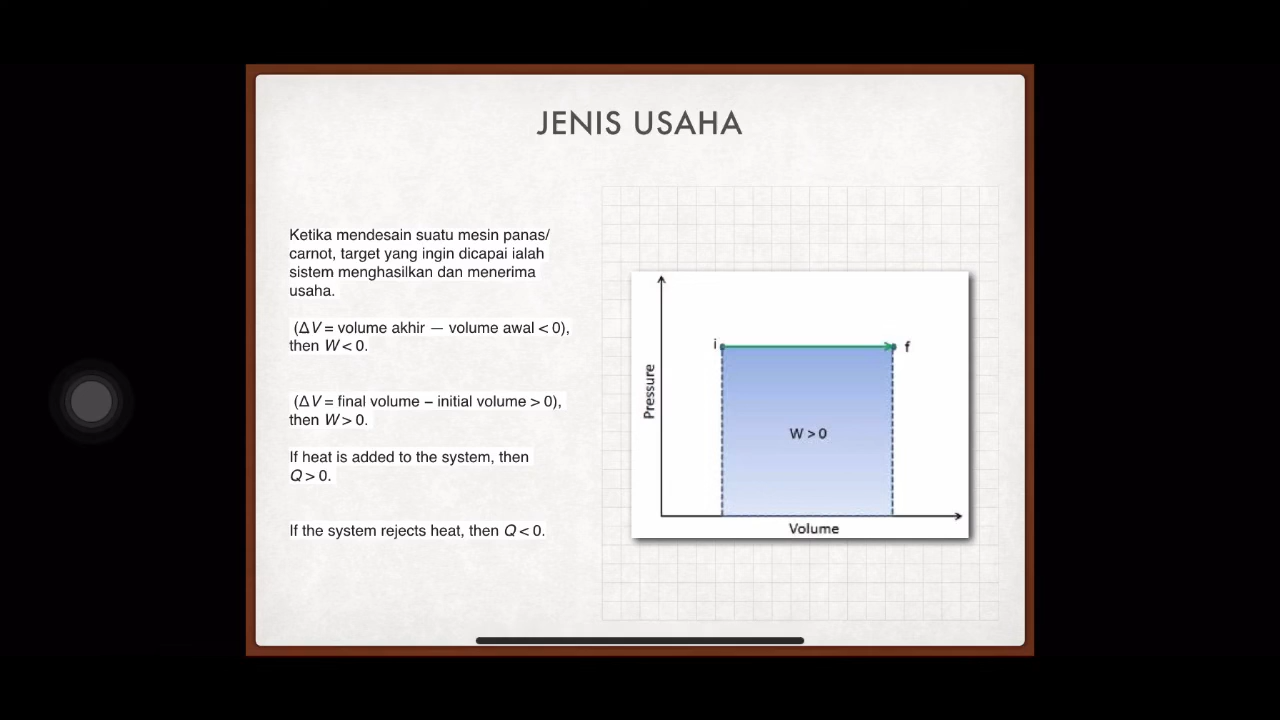 JENIS USAHA
Ketika mendesain suatu mesin panas/
carnot, target yang ingin dicapai ialah
sistem menghasilkan dan menerima
usaha.
(ΔV = volume akhir — volume awal < 0),
then W < 0.
(ΔV = final volume – initial volume > 0),
then W > 0.
If heat is added to the system, then
Q > 0.
If the system rejects heat, then Q < 0.
i
f
Pressure
W > 0
Volume